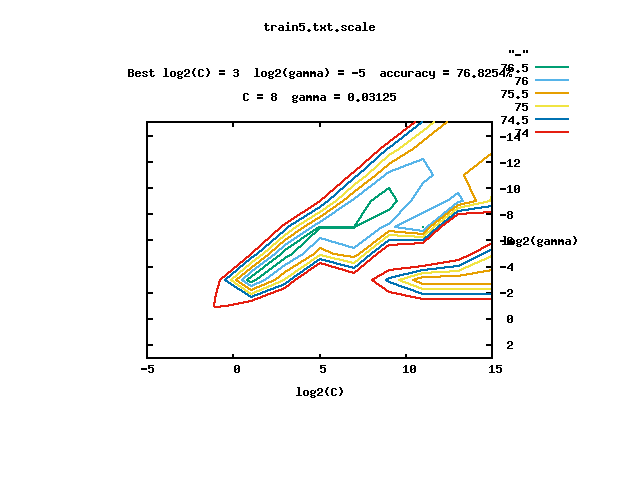 train5.txt.scale
"-"
76.5
Best log2(C) = 3  log2(gamma) = -5  accuracy = 76.8254%
76
75.5
C = 8  gamma = 0.03125
75
74.5
74
-14
-12
-10
-8
-6
log2(gamma)
-4
-2
0
2
-5 0 5 10 15
log2(C)